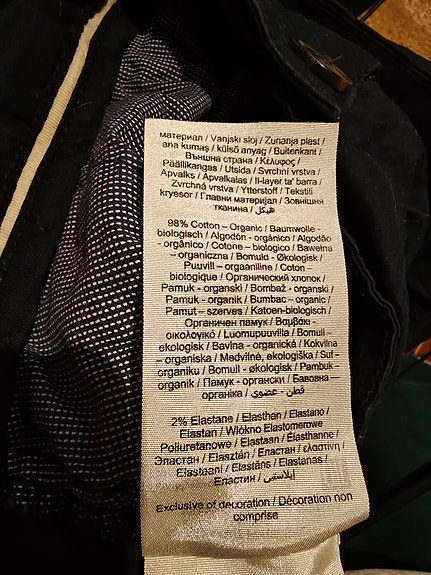 материал / Vanjski sloj / Zunanja plast /
ana kumaş / külső anyag / Buitenkant /
Външна страна / Κέλυφος /
Päällikangas / Utsida / Svrchní vrstva /
Apvalks / Apvalkalas / Il-layer ta' barra /
Zvrchná vrstva / Ytterstoff / Tekstili
kryesor / Главни материјал / Зовнішня
тканина / هيكل
98% Cotton – Organic / Baumwolle -
biologisch / Algodón - orgánico / Algodão
- orgânico / Cotone – biologico / Bawełna
– organiczna / Bomuld - Økologisk /
Puuvill – orgaaniline / Coton –
biologique / Органический хлопок /
Pamuk - organski / Bombaž - organski /
Pamuk - organik / Bumbac – organic /
Pamut – szerves / Katoen-biologisch /
Органичен памук / Βαμβάκι -
οικολογικό / Luomupuuvilla / Bomull -
ekologisk / Bavlna - organická / Kokvilna
– organiska / Medvilnė, ekologiška / Suf -
organiku / Bomull - økologisk / Pambuk -
organik / Памук - органски / Бавовна –
органіка / قطن - عضوي
2% Elastane / Elasthan / Elastano /
Elastan / Włókno Elastomerowe
Poliuretanowe / Elastaan / Élasthanne /
Эластан / Elasztán / Еластан / ελαστίνη /
Elastaani / Elastāns / Elastanas /
Еластин / إيلاستين
Exclusive of decoration / Décoration non
comprise